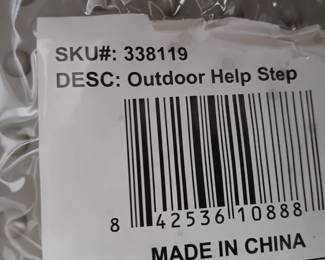 SKU#: 338119
DESC: Outdoor Help Step
8 42536 10888
MADE IN CHINA